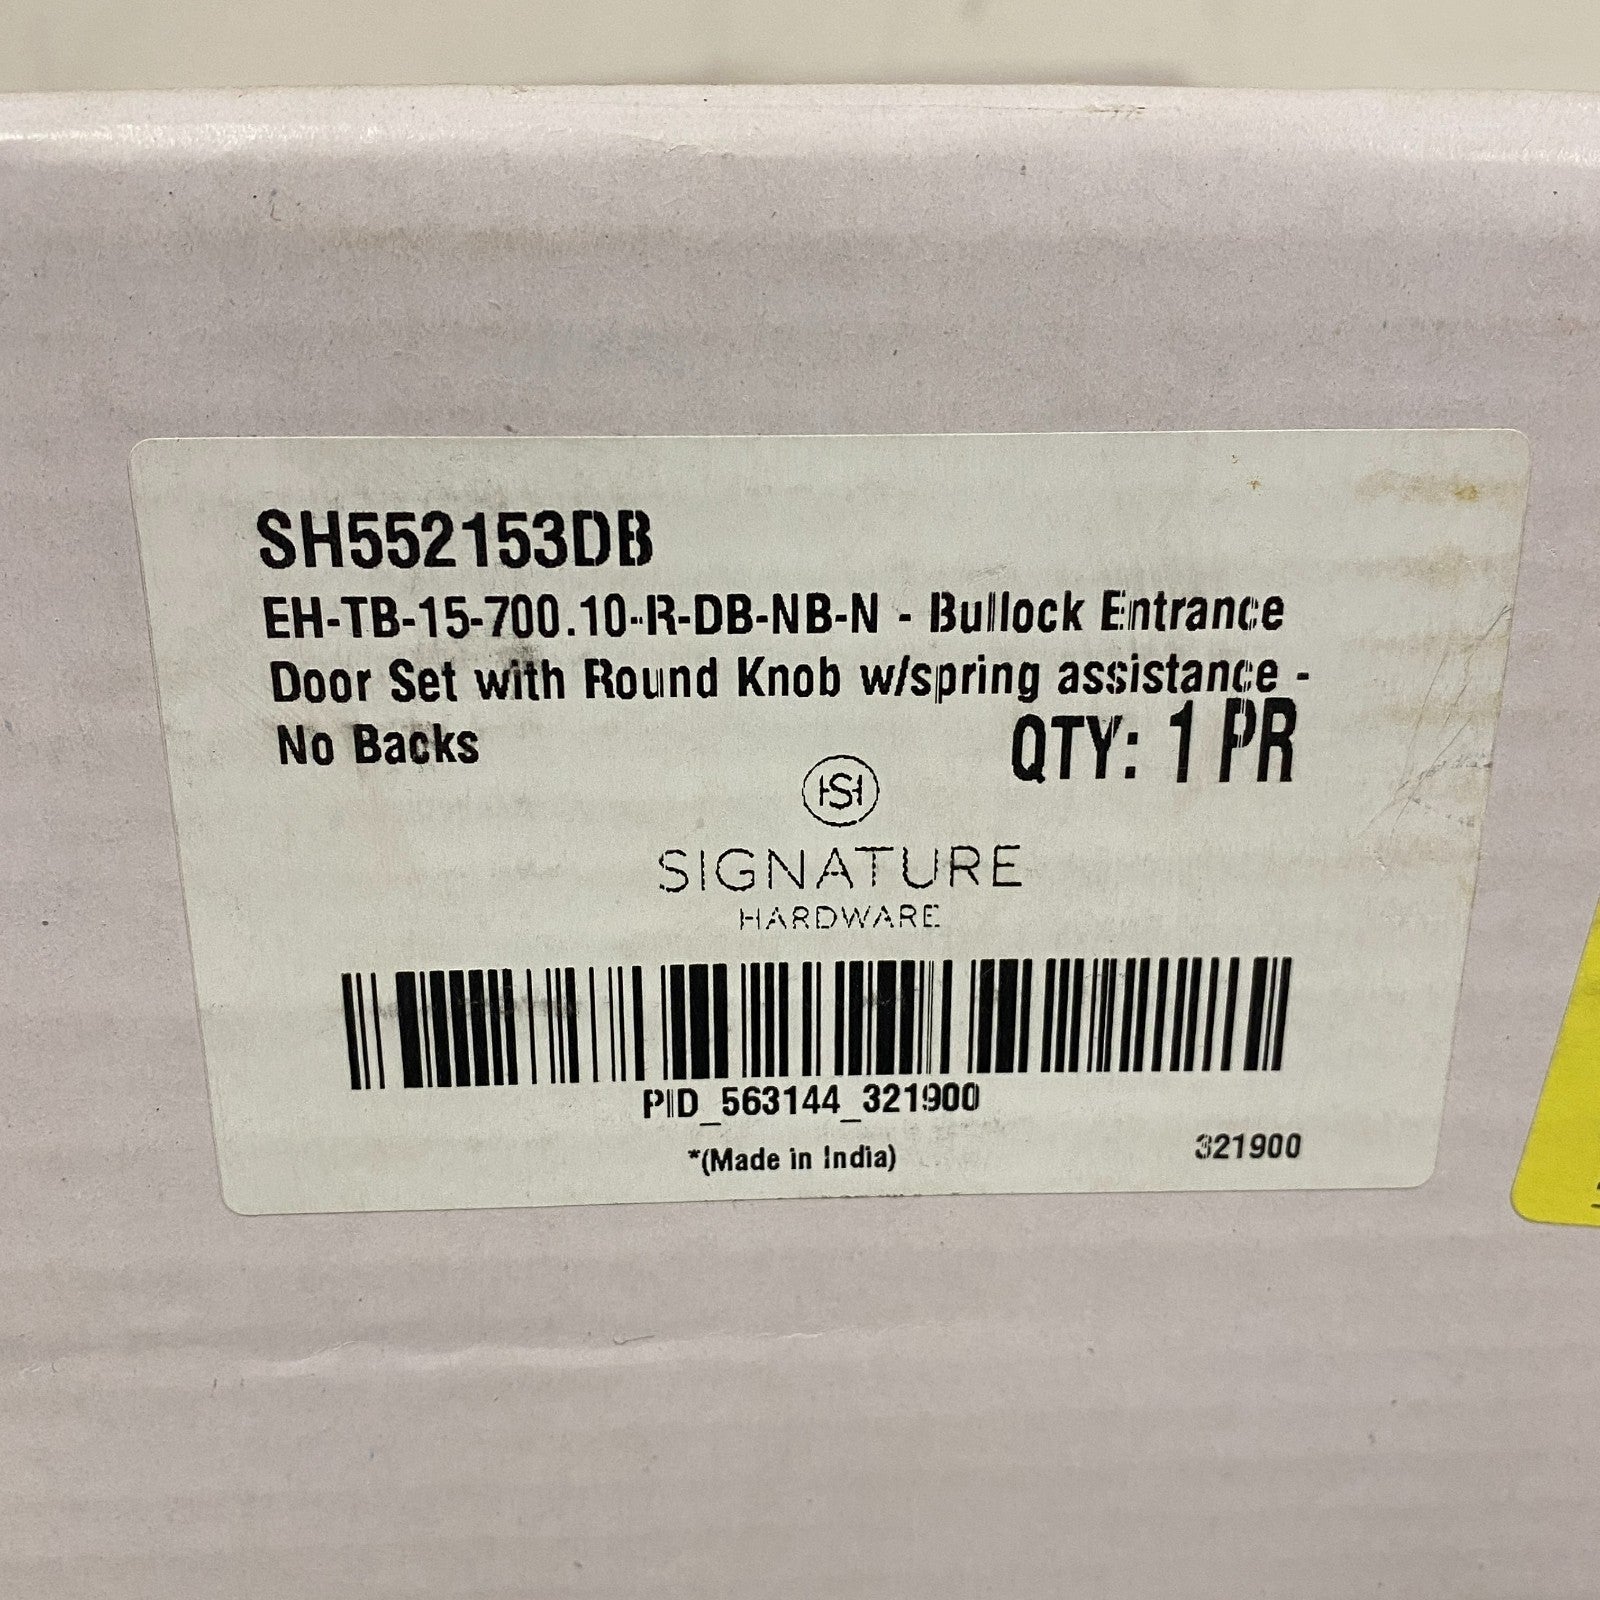 SH552153DB
EH-TB-15-700.10-R-DB-NB-N - Bullock Entrance
Door Set with Round Knob w/spring assistance -
No Backs
QTY: 1 PR
HSH
SIGNATURE
HARDWARE
PID_563144_321900
*(Made in India)
321900